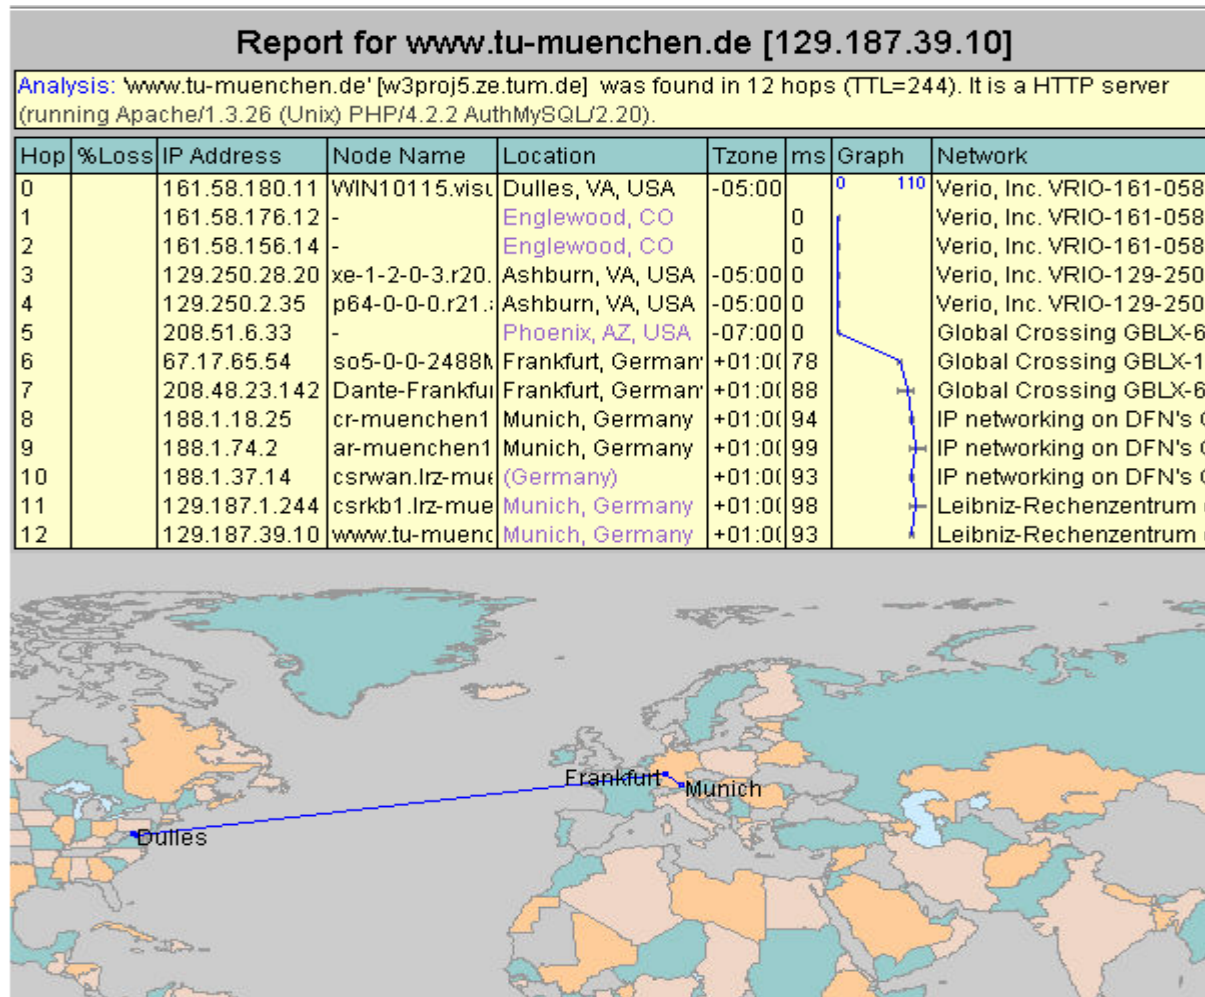 Report for www.tu-muenchen.de [129.187.39.10]
Analysis: 'www.tu-muenchen.de' [w3proj5.ze.tum.de] was found in 12 hops (TTL=244). It is a HTTP server
(running Apache/1.3.26 (Unix) PHP/4.2.2 AuthMySQL/2.20).
Hop %Loss IP Address Node Name Location Tzone ms Graph Network
0 161.58.180.11 WIN10115.visu Dulles, VA, USA -05:00 0 110 Verio, Inc. VRIO-161-058
1 161.58.176.12 - Englewood, CO 0 Verio, Inc. VRIO-161-058
2 161.58.156.14 - Englewood, CO 0 Verio, Inc. VRIO-161-058
3 129.250.28.20 xe-1-2-0-3.r20. Ashburn, VA, USA -05:00 0 Verio, Inc. VRIO-129-250
4 129.250.2.35 p64-0-0-0.r21. Ashburn, VA, USA -05:00 0 Verio, Inc. VRIO-129-250
5 208.51.6.33 - Phoenix, AZ, USA -07:00 0 Global Crossing GBLX-6
6 67.17.65.54 so5-0-0-2488M Frankfurt, German +01:0( 78 Global Crossing GBLX-1
7 208.48.23.142 Dante-Frankfu Frankfurt, German +01:0( 88 Global Crossing GBLX-6
8 188.1.18.25 cr-muenchen1 Munich, Germany +01:0( 94 IP networking on DFN's
9 188.1.74.2 ar-muenchen1 Munich, Germany +01:0( 99 IP networking on DFN's
10 188.1.37.14 csrwan.lrz-mue (Germany) +01:0( 93 IP networking on DFN's
11 129.187.1.244 csrkb1.lrz-mue Munich, Germany +01:0( 98 Leibniz-Rechenzentrum
12 129.187.39.10 www.tu-muenc Munich, Germany +01:0( 93 Leibniz-Rechenzentrum
Frankfurt
Munich
Dulles